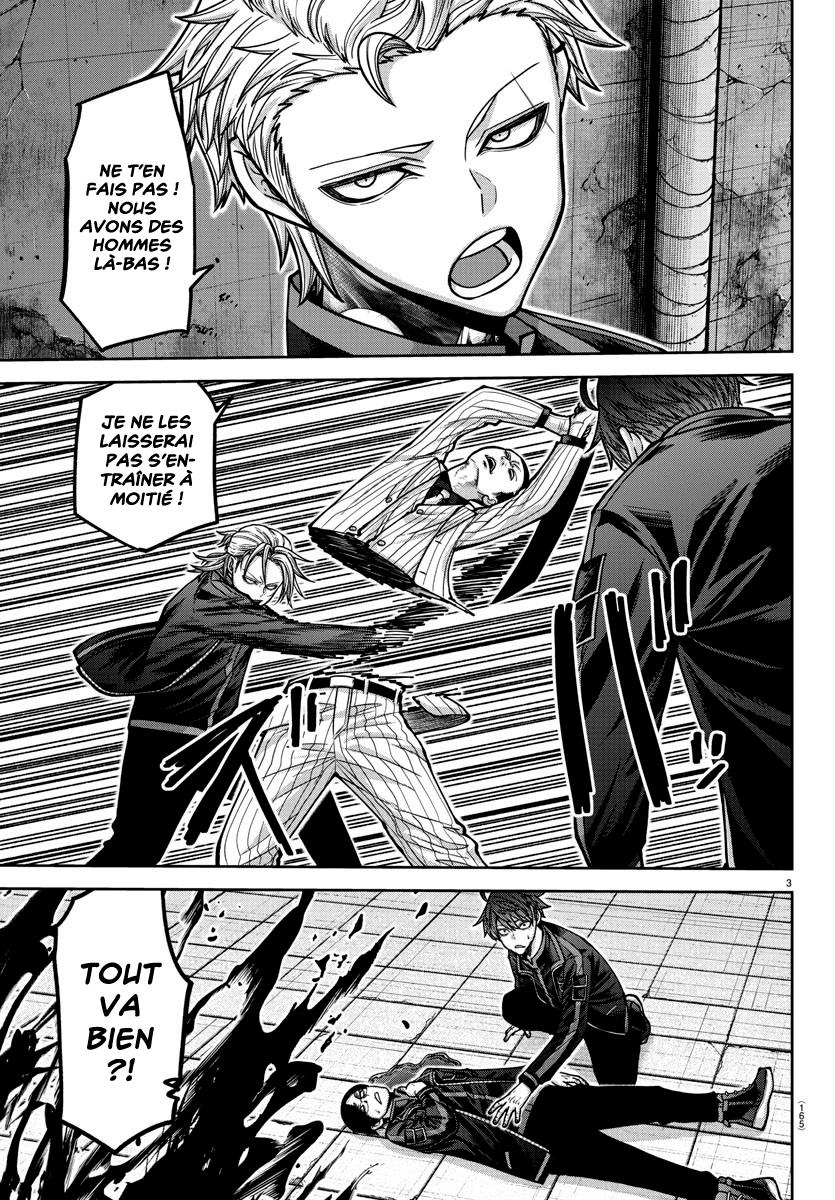 NE T'EN
FAIS PAS !
NOUS
AVONS DES
HOMMES
LÀ-BAS !
JE NE LES
LAISSERAI
PAS S'EN-
TRAÎNER À
MOITIÉ !
3
TOUT
VA
BIEN
?!
(165)